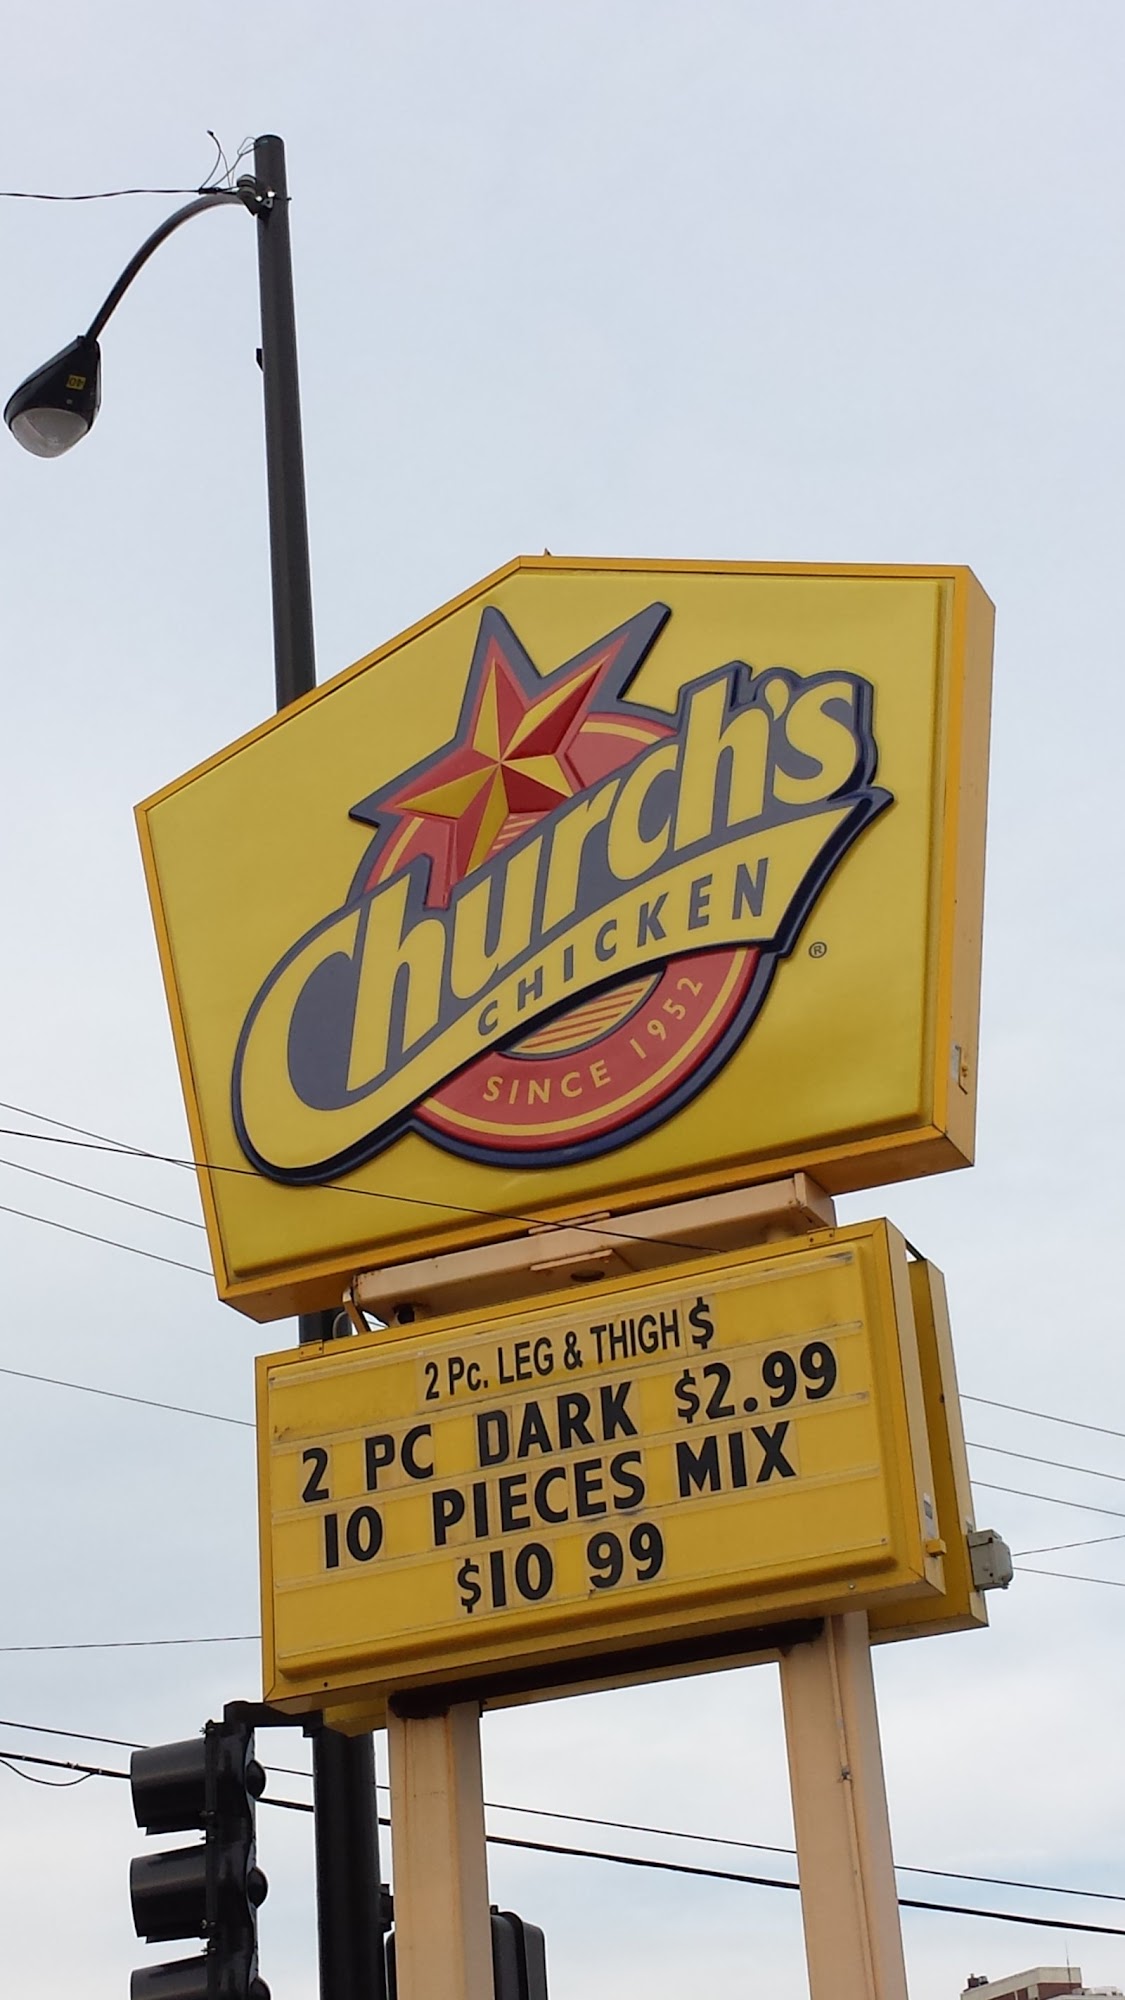 Church's
CHICKEN
®
SINCE 1952
2 Pc. LEG & THIGH $
2 PC DARK $2.99
10 PIECES MIX
$10 99